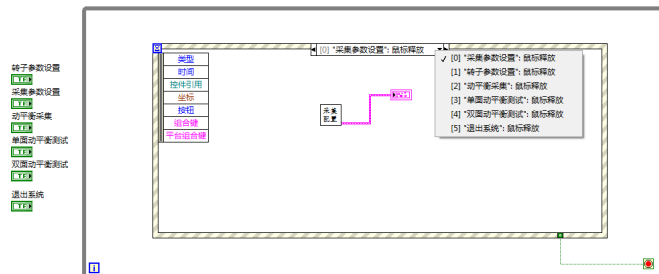 [0] "采集参数设置": 鼠标释放
✓ [0] "采集参数设置": 鼠标释放
[1] "转子参数设置": 鼠标释放
[2] "动平衡采集": 鼠标释放
[3] "单面动平衡测试": 鼠标释放
[4] "双面动平衡测试": 鼠标释放
[5] "退出系统": 鼠标释放
类型
时间
控件引用
坐标
按钮
组合键
平台组合键
转子参数设置
TF
采集参数设置
TF
动平衡采集
TF
单面动平衡测试
TF
双面动平衡测试
TF
退出系统
TF
采集
配置
i